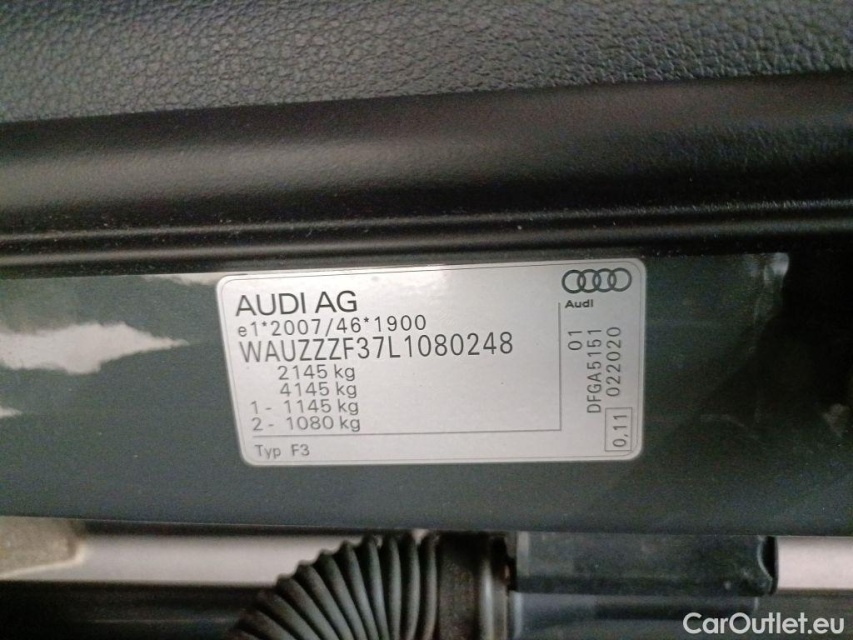 AUDI AG
e1*2007/46*1900
WAUZZZF37L1080248
2145 kg
4145 kg
1 - 1145 kg
2 - 1080 kg
Typ F3
Audi
01
DFGA5151
022020
0,11
CarOutlet.eu